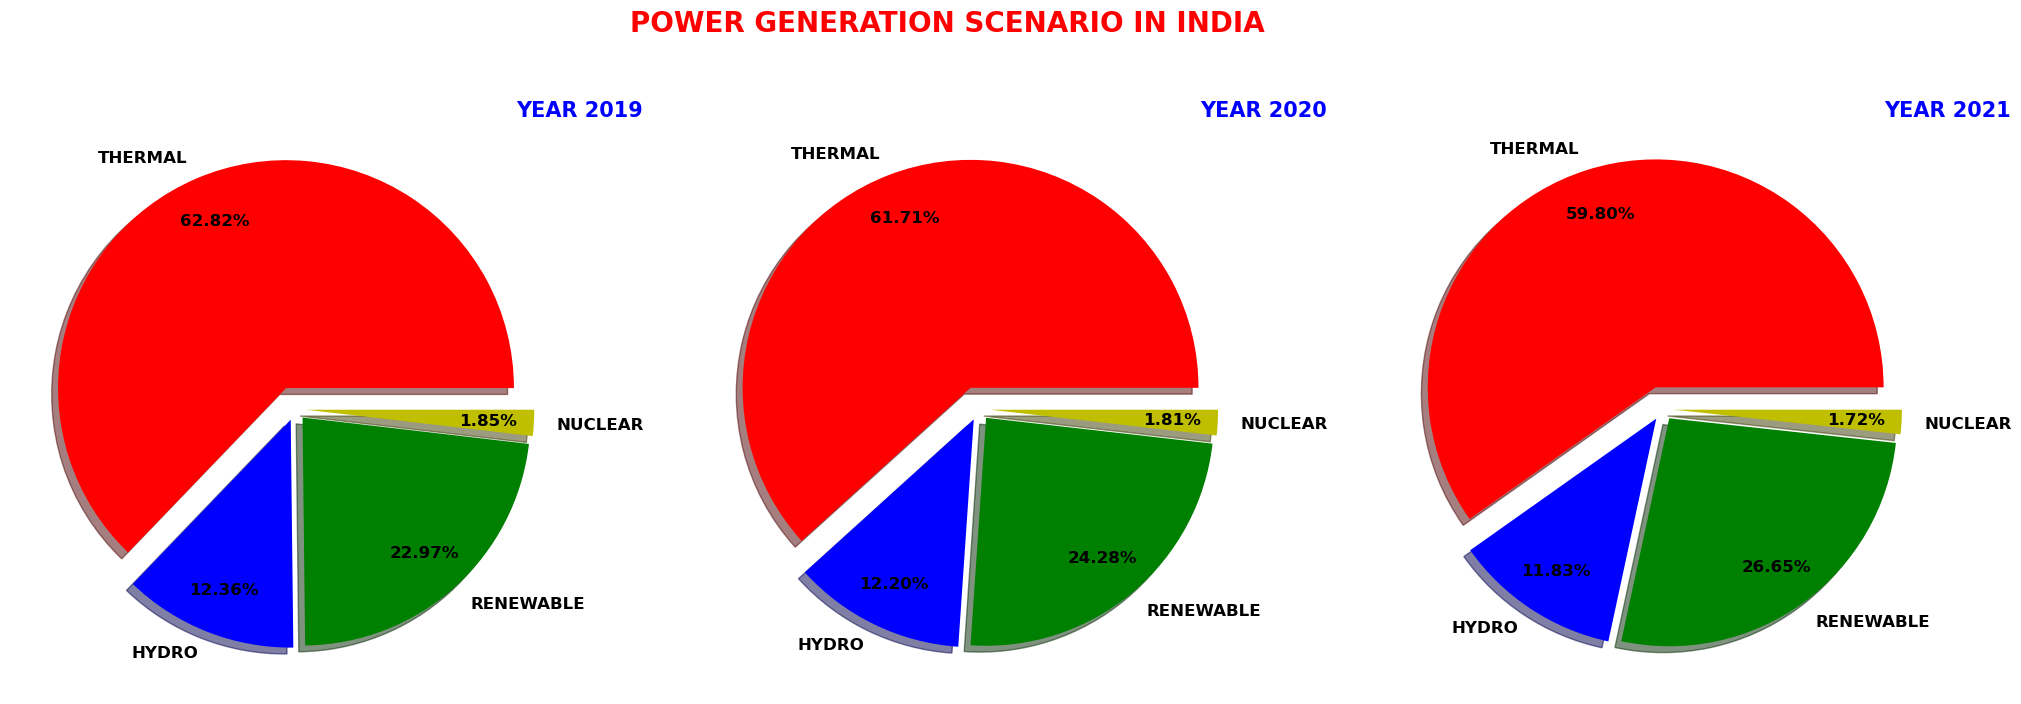 POWER GENERATION SCENARIO IN INDIA
YEAR 2019
THERMAL
62.82%
1.85%
NUCLEAR
22.97%
12.36%
RENEWABLE
HYDRO
YEAR 2020
THERMAL
61.71%
1.81%
NUCLEAR
24.28%
12.20%
RENEWABLE
HYDRO
YEAR 2021
THERMAL
59.80%
1.72%
NUCLEAR
26.65%
11.83%
RENEWABLE
HYDRO